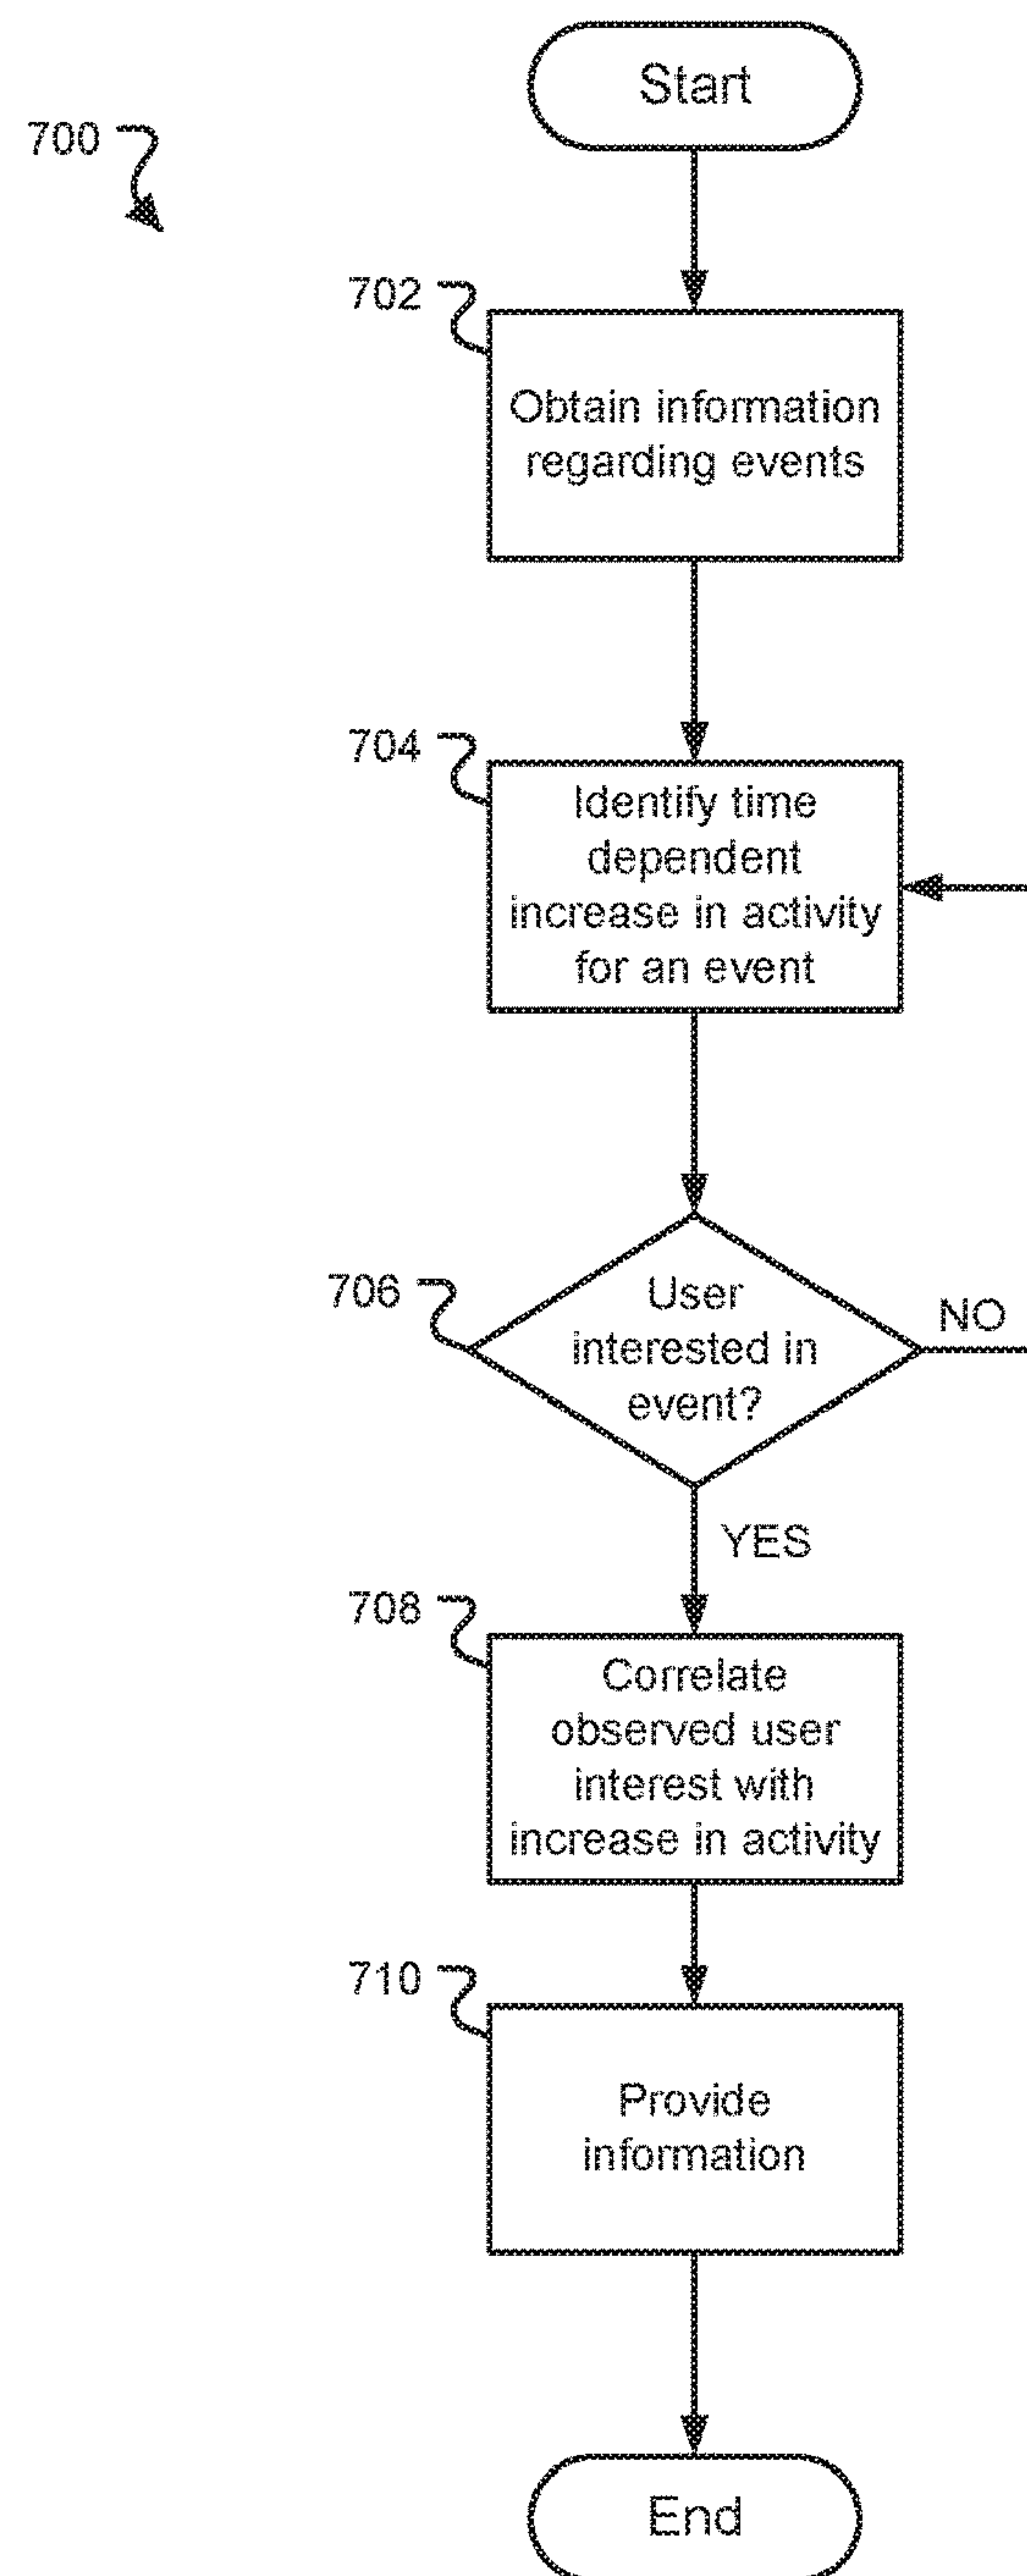 Start
700
702
Obtain information
regarding events
704
Identify time
dependent
increase in activity
for an event
706
User
interested in
event?
NO
YES
708
Correlate
observed user
interest with
increase in activity
710
Provide
information
End